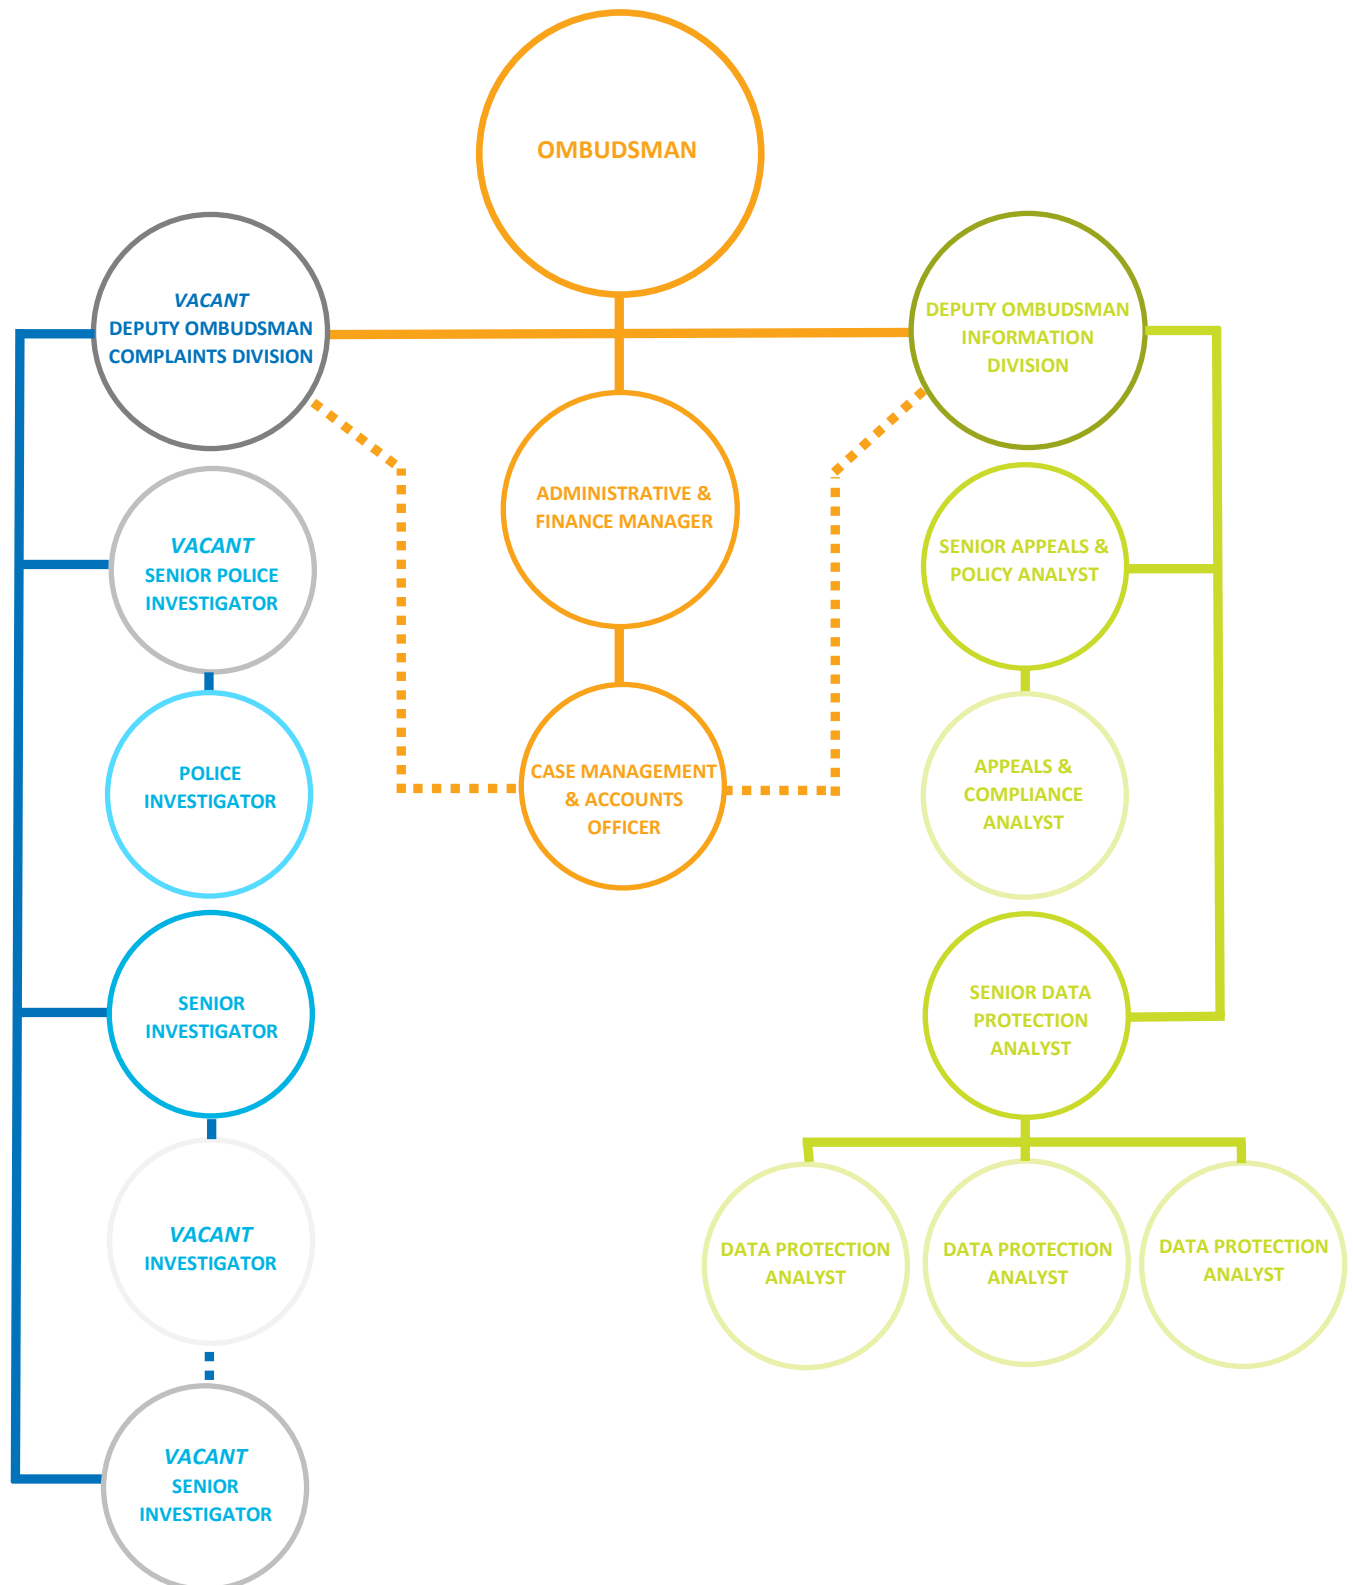 OMBUDSMAN
VACANT
DEPUTY OMBUDSMAN
COMPLAINTS DIVISION
DEPUTY OMBUDSMAN
INFORMATION
DIVISION
ADMINISTRATIVE &
FINANCE MANAGER
VACANT
SENIOR POLICE
INVESTIGATOR
SENIOR APPEALS &
POLICY ANALYST
POLICE
INVESTIGATOR
CASE MANAGEMENT
& ACCOUNTS
OFFICER
APPEALS &
COMPLIANCE
ANALYST
SENIOR
INVESTIGATOR
SENIOR DATA
PROTECTION
ANALYST
VACANT
INVESTIGATOR
DATA PROTECTION
ANALYST
DATA PROTECTION
ANALYST
DATA PROTECTION
ANALYST
VACANT
SENIOR
INVESTIGATOR